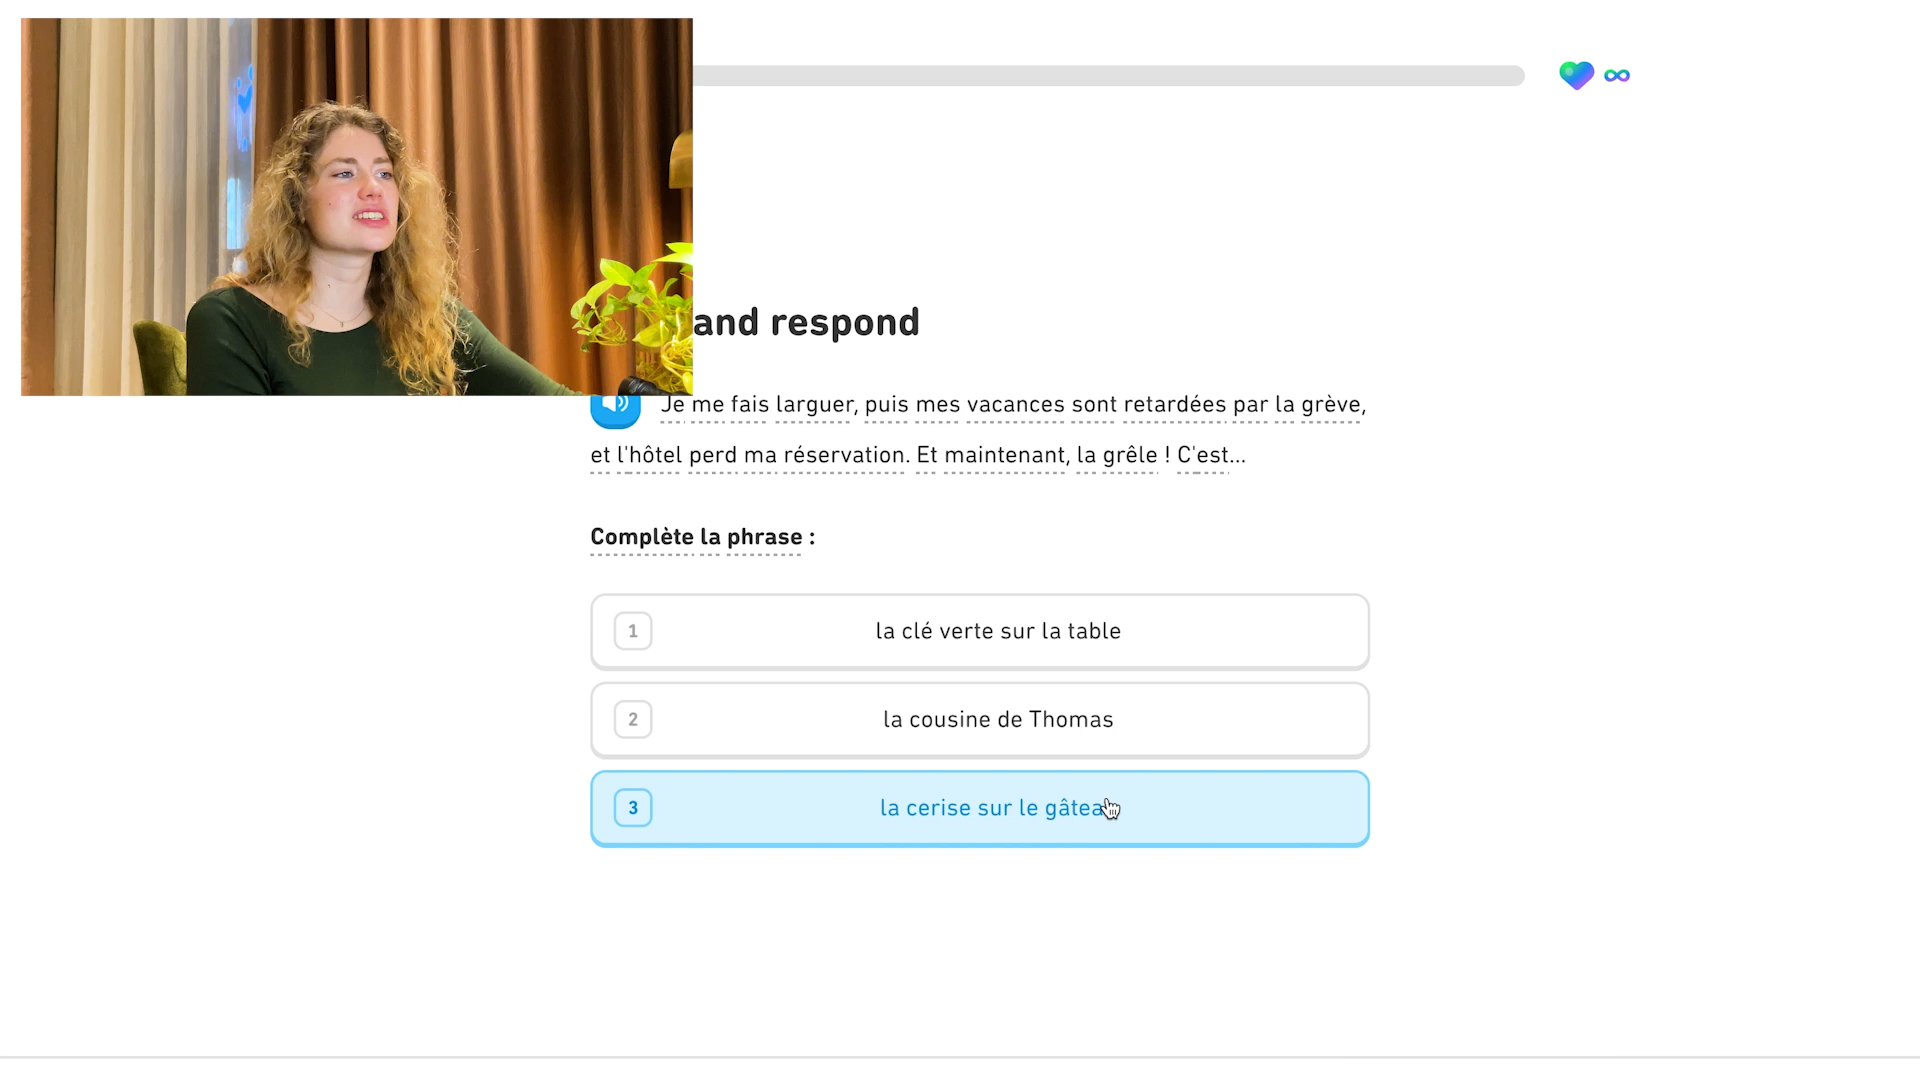 and respond
Je me fais larguer, puis mes vacances sont retardées par la grève,
et l'hôtel perd ma réservation. Et maintenant, la grêle ! C'est...
Complète la phrase :
1 la clé verte sur la table
2 la cousine de Thomas
3 la cerise sur le gâtea